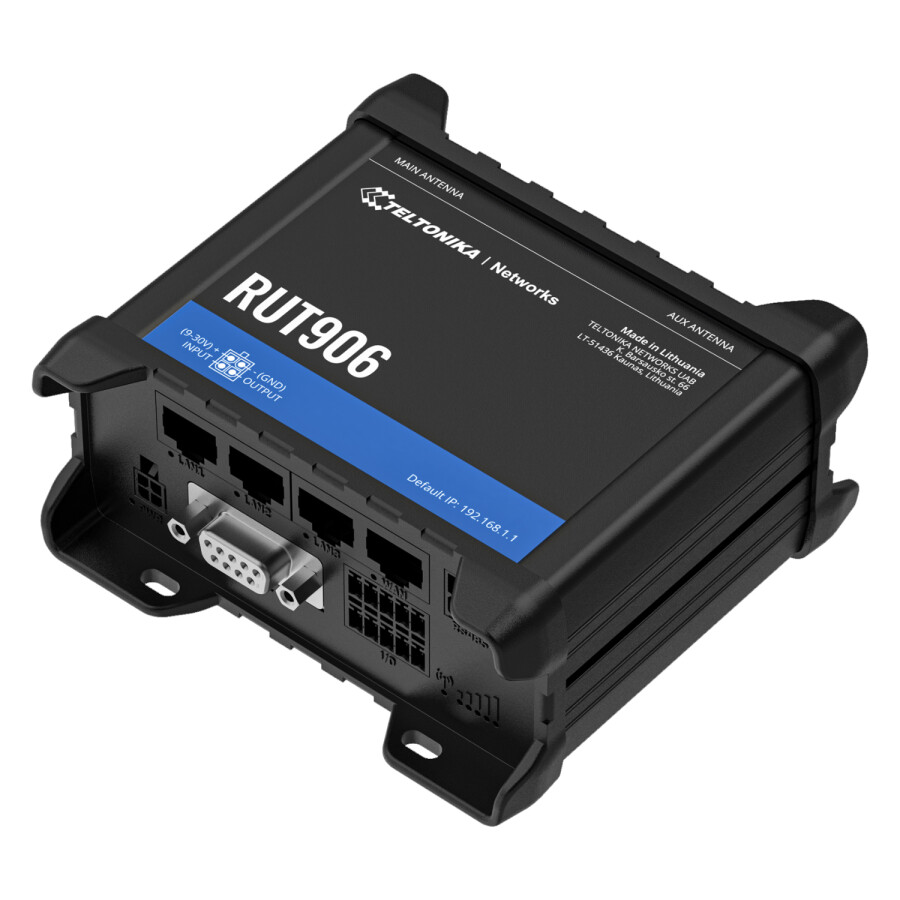 MAIN ANTENNA
TELTONIKA | Networks
AUX ANTENNA
Made in Lithuania
TELTONIKA NETWORKS UAB
K. Barsausko st. 66
LT-51436 Kaunas, Lithuania
RUT906
(9-30V) +
INPUT
- (GND)
OUTPUT
Default IP: 192.168.1.1
LAN1
LAN2
LAN3
WAN
I/O